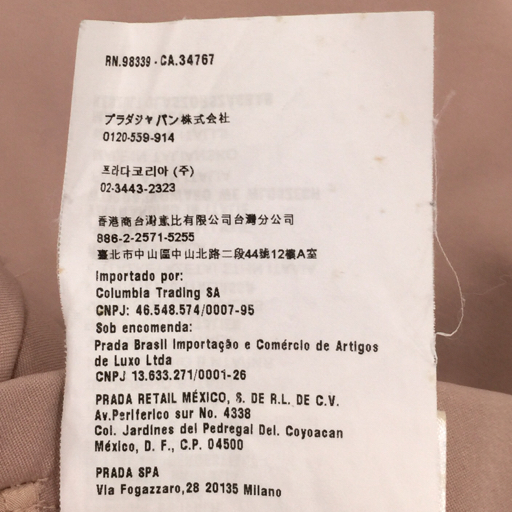 RN.98339 - CA.34767
プラダジャパン株式会社
0120-559-914
프라다코리아 (주)
02-3443-2323
香港商台灣薏比有限公司台灣分公司
886-2-2571-5255
臺北市中山區中山北路二段44號12樓A室
Importado por:
Columbia Trading SA
CNPJ: 46.548.574/0007-95
Sob encomenda:
Prada Brasil Importação e Comércio de Artigos
de Luxo Ltda
CNPJ 13.633.271/0001-26
PRADA RETAIL MÉXICO, S. DE R.L. DE C.V.
Av.Periferico sur No. 4338
Col. Jardines del Pedregal Del. Coyoacan
México, D. F., C.P. 04500
PRADA SPA
Via Fogazzaro,28 20135 Milano